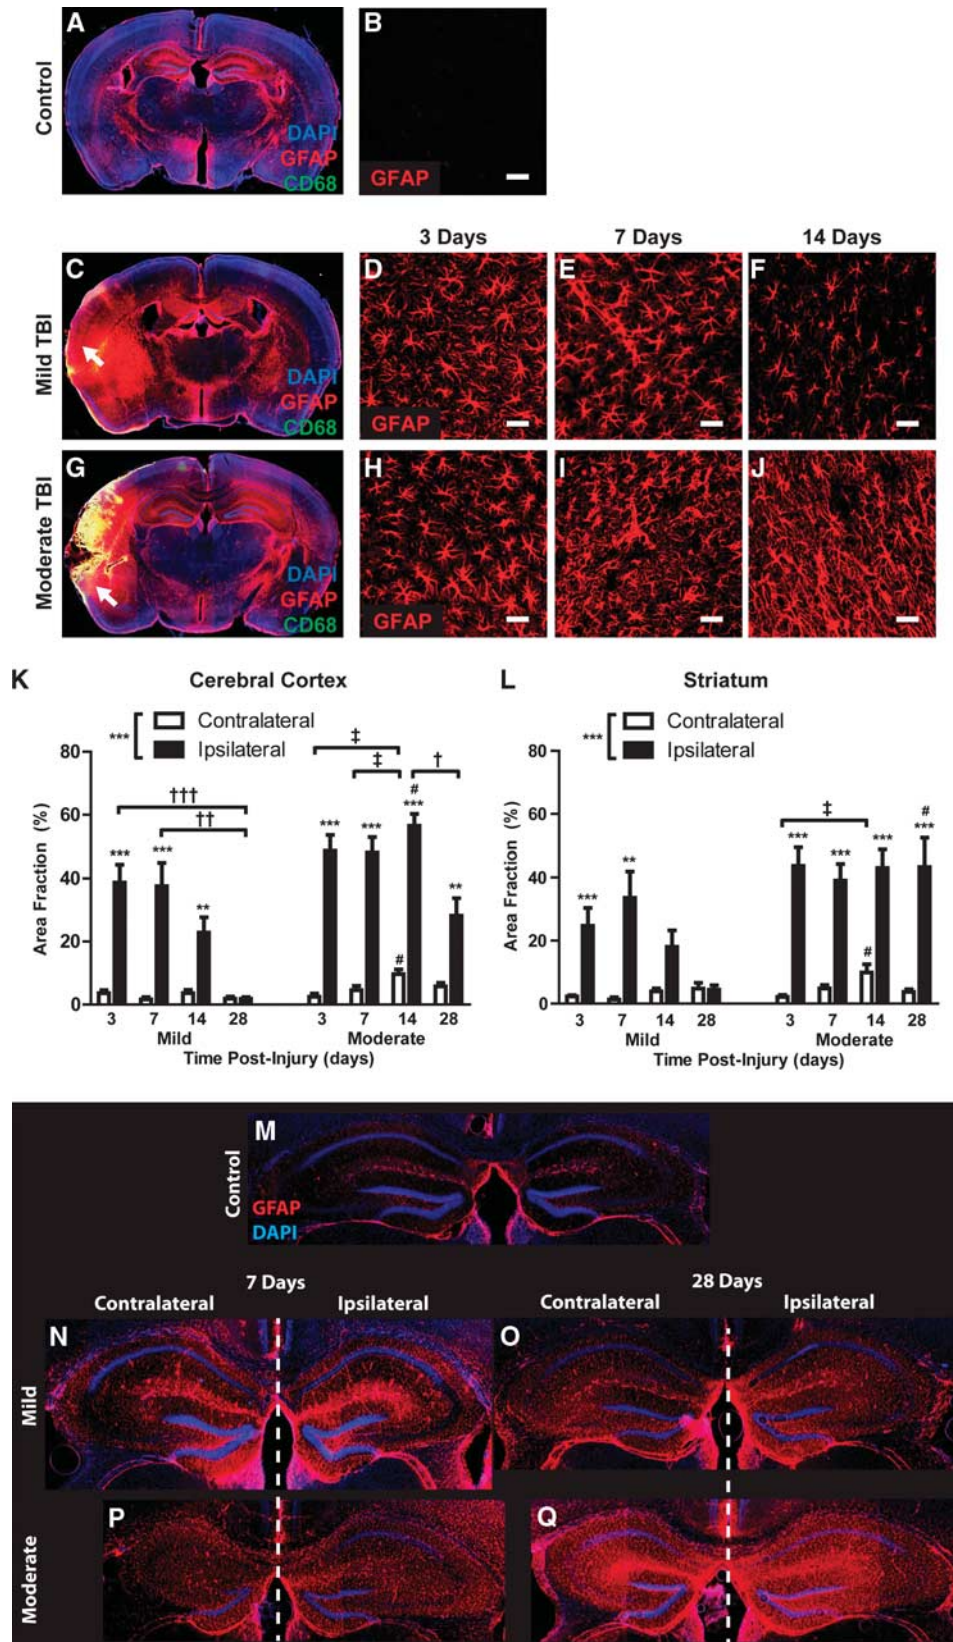 A
B
Control
DAPI
GFAP
CD68
GFAP
3 Days
7 Days
14 Days
C
D
E
F
Mild TBI
DAPI
GFAP
CD68
GFAP
G
H
I
J
Moderate TBI
DAPI
GFAP
CD68
GFAP
K
Cerebral Cortex
*** Contralateral
Ipsilateral
80
60
40
20
0
Area Fraction (%)
‡
‡ †
†††
††
*** *** ** *** *** # *** **
#
3 7 14 28 3 7 14 28
Mild Moderate
Time Post-Injury (days)
L
Striatum
*** Contralateral
Ipsilateral
80
60
40
20
0
Area Fraction (%)
‡
*** ** *** *** *** # ***
#
3 7 14 28 3 7 14 28
Mild Moderate
Time Post-Injury (days)
M
Control
GFAP
DAPI
7 Days
28 Days
Contralateral Ipsilateral Contralateral Ipsilateral
N
O
Mild
P
Q
Moderate